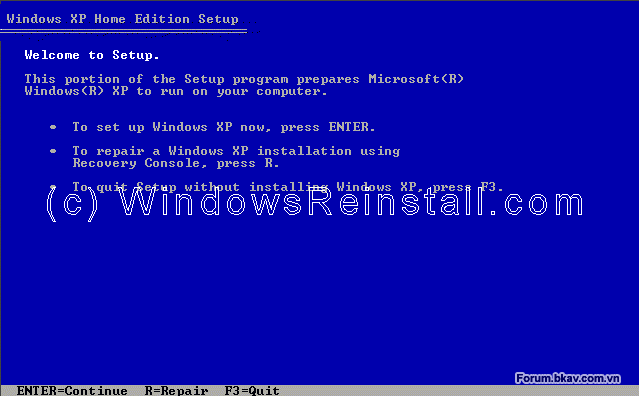 Windows XP Home Edition Setup
Welcome to Setup.
This portion of the Setup program prepares Microsoft(R)
Windows(R) XP to run on your computer.
• To set up Windows XP now, press ENTER.
• To repair a Windows XP installation using
Recovery Console, press R.
• To quit Setup without installing Windows XP, press F3.
(c) WindowsReinstall.com
Forum.bkav.com.vn
ENTER=Continue R=Repair F3=Quit